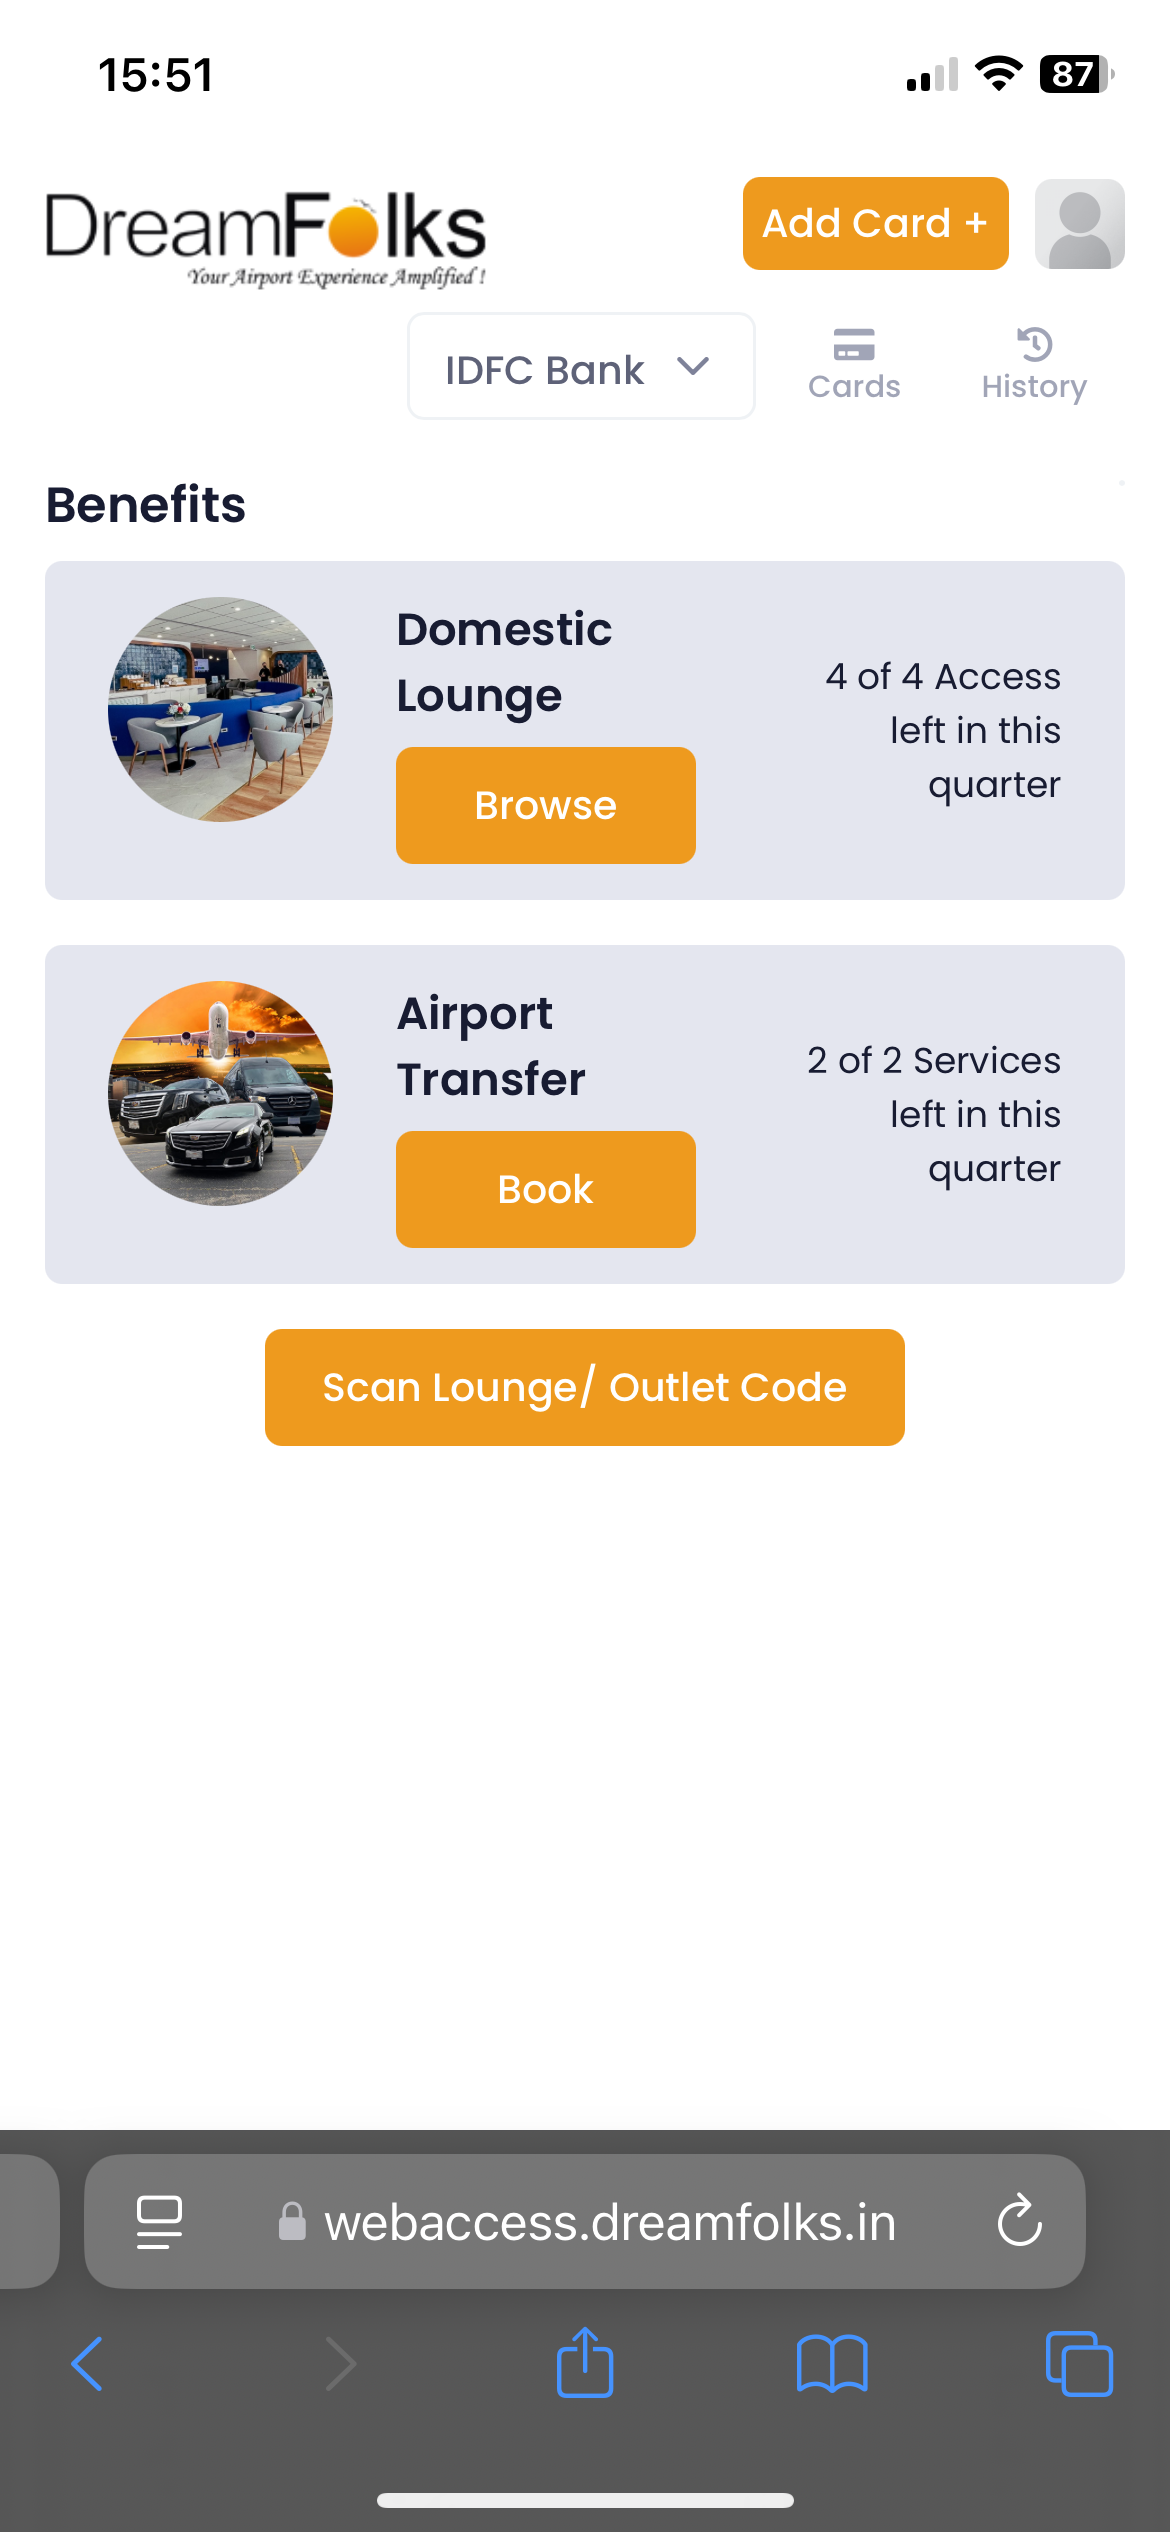 15:51
87
DreamFolks
Your Airport Experience Amplified !
Add Card +
IDFC Bank
Cards
History
Benefits
Domestic
Lounge
4 of 4 Access
left in this
quarter
Browse
Airport
Transfer
2 of 2 Services
left in this
quarter
Book
Scan Lounge/ Outlet Code
webaccess.dreamfolks.in